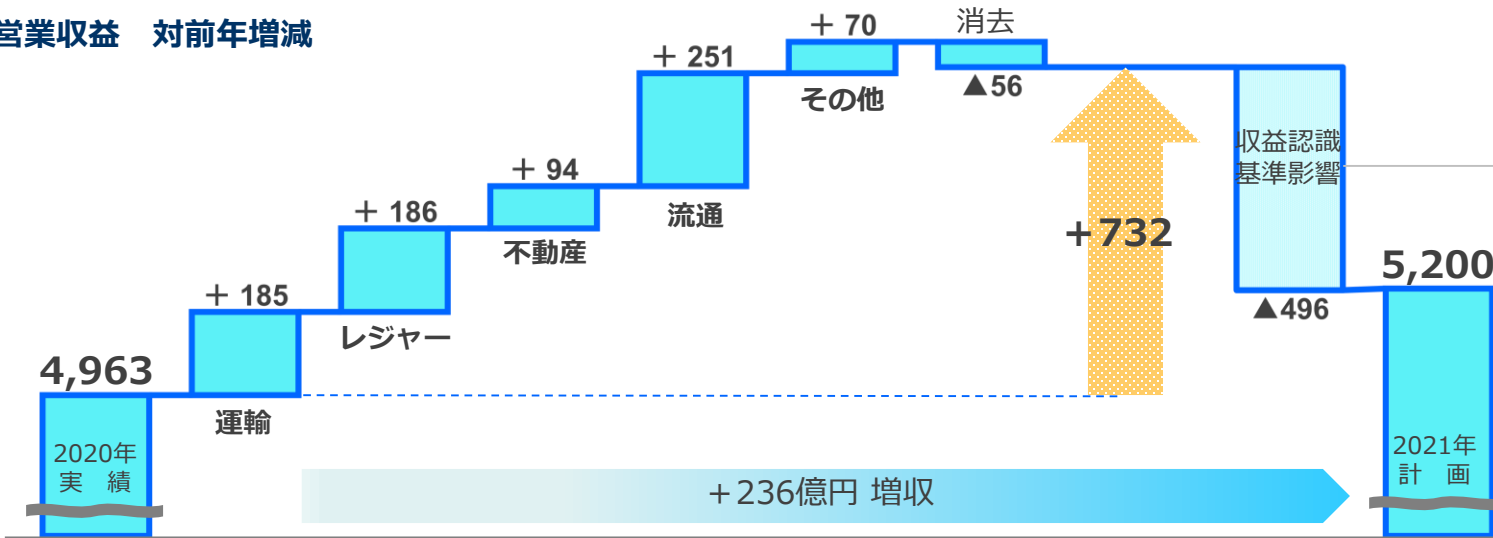 営業収益　対前年増減
＋ 70
消去
＋ 251
その他
▲56
収益認識
基準影響
＋ 94
＋ 186
流通
不動産
＋732
5,200
＋ 185
▲496
レジャー
4,963
運輸
2020年
実　績
2021年
計　画
＋236億円 増収